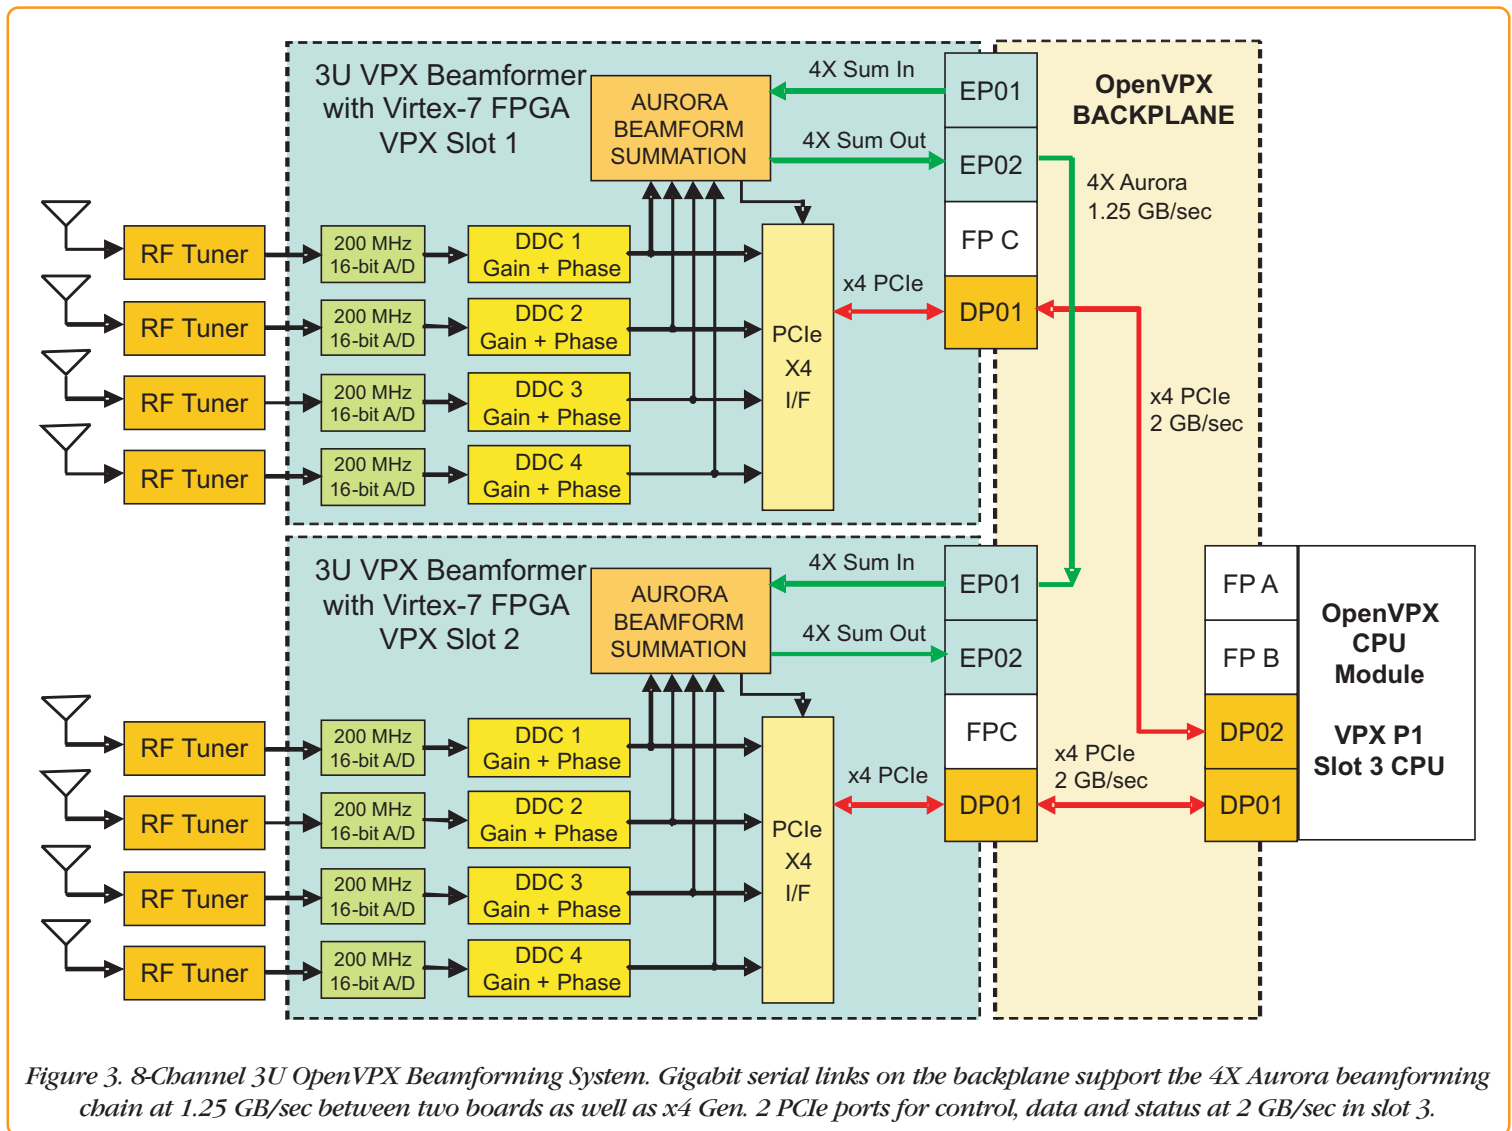 3U VPX Beamformer
with Virtex-7 FPGA
VPX Slot 1
AURORA
BEAMFORM
SUMMATION
4X Sum In
4X Sum Out
EP01
EP02
FP C
DP01
OpenVPX
BACKPLANE
4X Aurora
1.25 GB/sec
RF Tuner
200 MHz
16-bit A/D
DDC 1
Gain + Phase
RF Tuner
200 MHz
16-bit A/D
DDC 2
Gain + Phase
RF Tuner
200 MHz
16-bit A/D
DDC 3
Gain + Phase
RF Tuner
200 MHz
16-bit A/D
DDC 4
Gain + Phase
PCIe
X4
I/F
x4 PCIe
x4 PCIe
2 GB/sec
3U VPX Beamformer
with Virtex-7 FPGA
VPX Slot 2
AURORA
BEAMFORM
SUMMATION
4X Sum In
4X Sum Out
EP01
EP02
FPC
DP01
RF Tuner
200 MHz
16-bit A/D
DDC 1
Gain + Phase
RF Tuner
200 MHz
16-bit A/D
DDC 2
Gain + Phase
RF Tuner
200 MHz
16-bit A/D
DDC 3
Gain + Phase
RF Tuner
200 MHz
16-bit A/D
DDC 4
Gain + Phase
PCIe
X4
I/F
x4 PCIe
x4 PCIe
2 GB/sec
FP A
FP B
DP02
DP01
OpenVPX
CPU
Module
VPX P1
Slot 3 CPU
Figure 3. 8-Channel 3U OpenVPX Beamforming System. Gigabit serial links on the backplane support the 4X Aurora beamforming
chain at 1.25 GB/sec between two boards as well as x4 Gen. 2 PCIe ports for control, data and status at 2 GB/sec in slot 3.